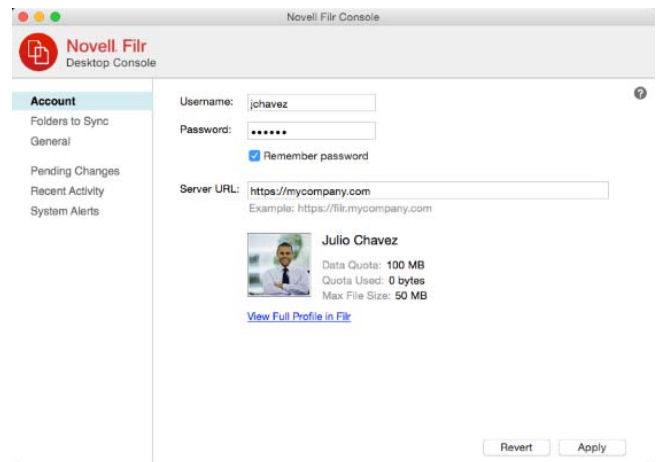 Novell Filr Console
Novell Filr
Desktop Console
Account
Folders to Sync
General
Pending Changes
Recent Activity
System Alerts
Username: jchavez
Password: ••••••
Remember password
Server URL: https://mycompany.com
Example: https://filr.mycompany.com
Julio Chavez
Data Quota: 100 MB
Quota Used: 0 bytes
Max File Size: 50 MB
View Full Profile in Filr
Revert Apply
?